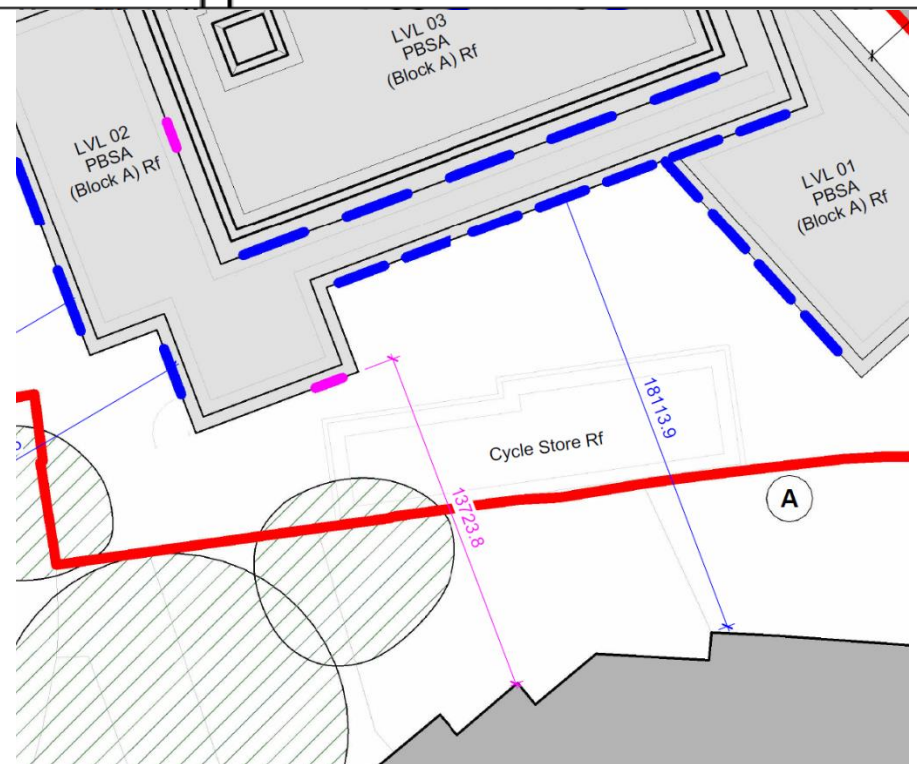 LVL 03
PBSA
(Block A) Rf
LVL 02
PBSA
(Block A) Rf
LVL 01
PBSA
(Block A) Rf
18113.9
Cycle Store Rf
A
13723.8